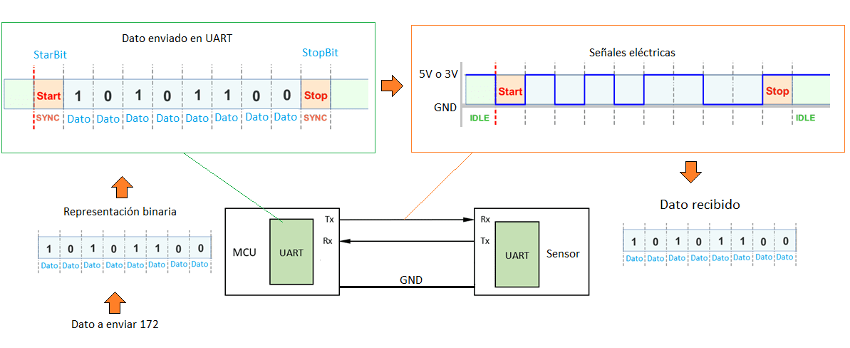 Dato enviado en UART
StarBit
StopBit
Start 1 0 1 0 1 1 0 0 Stop
SYNC Dato Dato Dato Dato Dato Dato Dato Dato SYNC
Señales eléctricas
5V o 3V
GND
Start
Stop
IDLE
IDLE
Representación binaria
1 0 1 0 1 1 0 0
Dato Dato Dato Dato Dato Dato Dato Dato
Dato a enviar 172
MCU
UART
Tx
Rx
GND
Rx
Tx
UART
Sensor
Dato recibido
1 0 1 0 1 1 0 0
Dato Dato Dato Dato Dato Dato Dato Dato